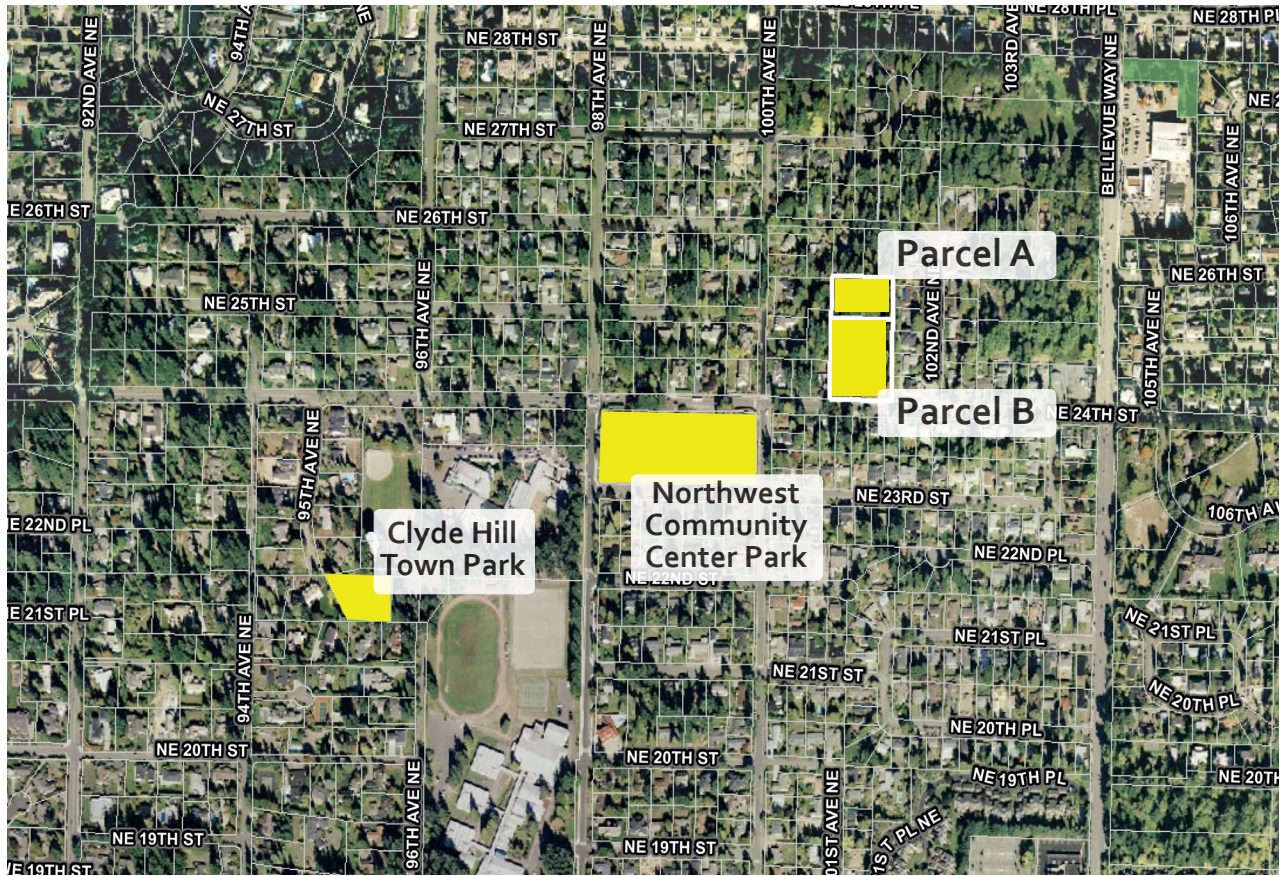 NE 28TH PL
NE 28TH PL
NE 28TH ST
94TH A
NE
98TH AVE NE
100TH AVE NE
103RD AVE
BELLEVUE WAY NE
92ND AVE NE
NE 27TH ST
NE 27TH ST
106TH AVE NE
NE 26TH ST
NE 26TH ST
Parcel A
NE 26TH ST
96TH AVE NE
NE 25TH ST
102ND AVE NE
105TH AVE NE
Parcel B
NE 24TH ST
95TH AVE NE
Northwest
Community
Center Park
NE 23RD ST
106TH AV
NE 22ND PL
Clyde Hill
Town Park
NE 22ND PL
NE 22ND ST
NE 21ST PL
94TH AVE NE
NE 21ST PL
NE 21ST PL
NE 21ST ST
NE 20TH PL
NE 20TH PL
NE 20TH ST
NE 20TH ST
96TH AVE NE
NE 19TH PL
NE 20TH
NE 19TH ST
NE 19TH ST
01ST AVE NE
1ST PL NE
NE 19TH ST